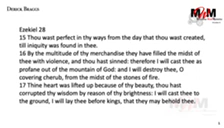 DEREK BRAGUE
Ezekiel 28
15 Thou wast perfect in thy ways from the day that thou wast created,
till iniquity was found in thee.
16 By the multitude of thy merchandise they have filled the midst of
thee with violence, and thou hast sinned: therefore I will cast thee as
profane out of the mountain of God: and I will destroy thee, O
covering cherub, from the midst of the stones of fire.
17 Thine heart was lifted up because of thy beauty, thou hast
corrupted thy wisdom by reason of thy brightness: I will cast thee to
the ground, I will lay thee before kings, that they may behold thee.